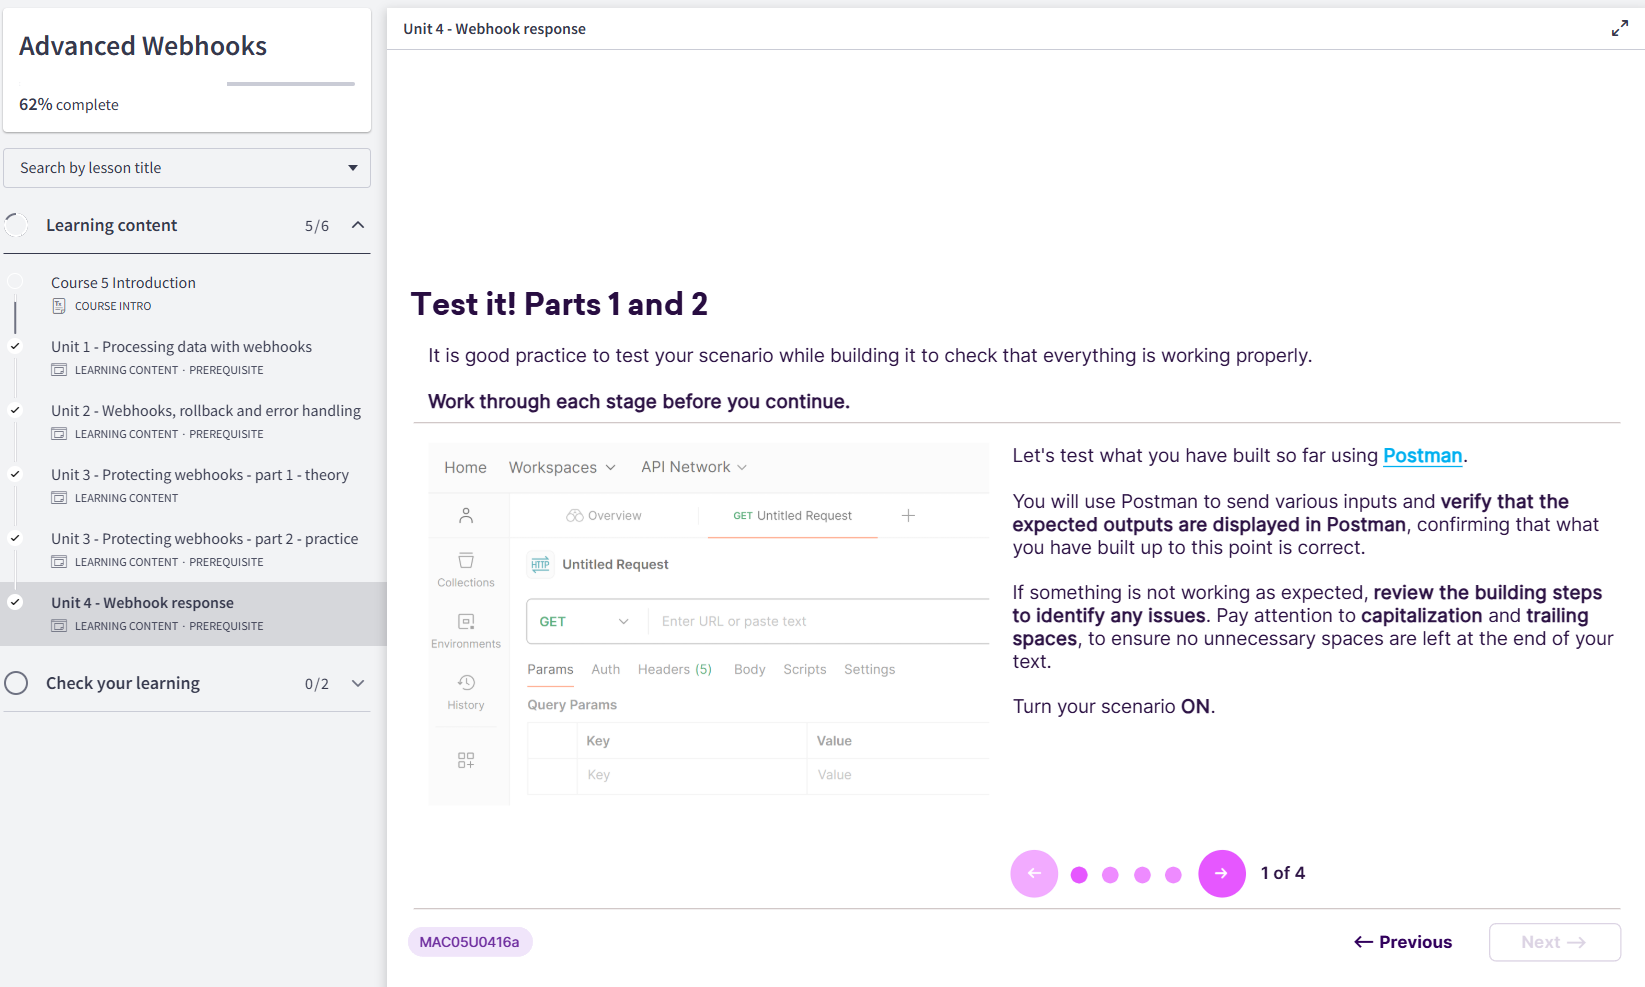 Advanced Webhooks
62% complete
Search by lesson title
Learning content 5/6
Course 5 Introduction
COURSE INTRO
Unit 1 - Processing data with webhooks
LEARNING CONTENT · PREREQUISITE
Unit 2 - Webhooks, rollback and error handling
LEARNING CONTENT · PREREQUISITE
Unit 3 - Protecting webhooks - part 1 - theory
LEARNING CONTENT
Unit 3 - Protecting webhooks - part 2 - practice
LEARNING CONTENT · PREREQUISITE
Unit 4 - Webhook response
LEARNING CONTENT · PREREQUISITE
Check your learning 0/2
Unit 4 - Webhook response
Test it! Parts 1 and 2
It is good practice to test your scenario while building it to check that everything is working properly.
Work through each stage before you continue.
Home Workspaces API Network
Overview GET Untitled Request
Collections
Environments
History
HTTP Untitled Request
GET Enter URL or paste text
Params Auth Headers (5) Body Scripts Settings
Query Params
Key Value
Key Value
Let's test what you have built so far using Postman.
You will use Postman to send various inputs and verify that the
expected outputs are displayed in Postman, confirming that what
you have built up to this point is correct.
If something is not working as expected, review the building steps
to identify any issues. Pay attention to capitalization and trailing
spaces, to ensure no unnecessary spaces are left at the end of your
text.
Turn your scenario ON.
1 of 4
MAC05U0416a
← Previous
Next →